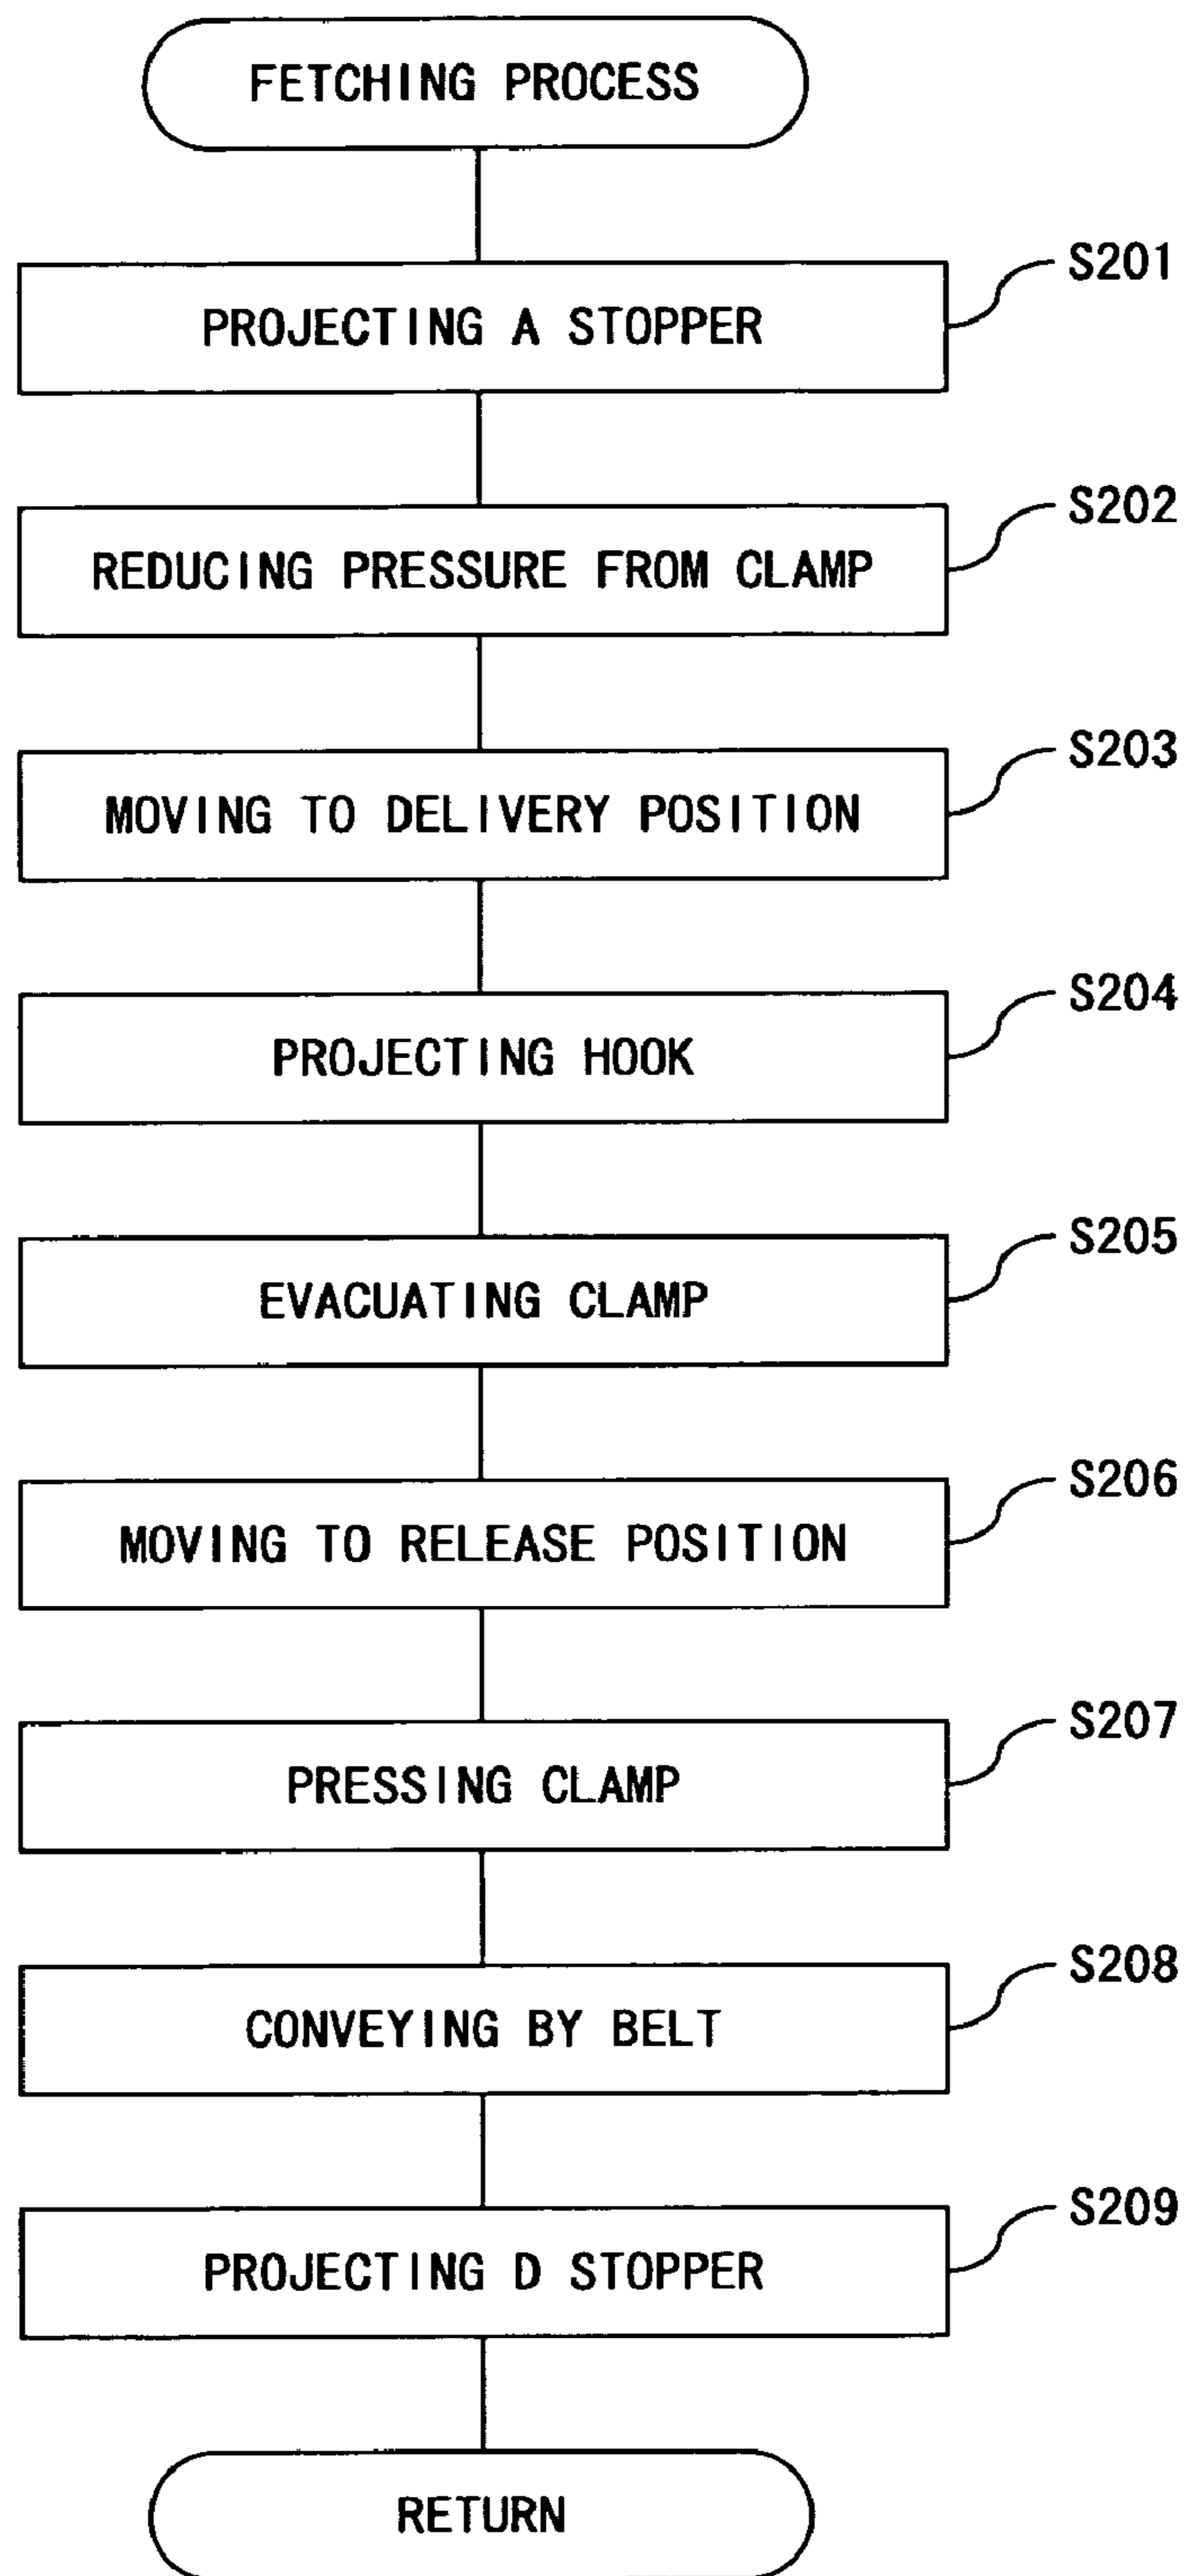 FETCHING PROCESS
PROJECTING A STOPPER
S201
REDUCING PRESSURE FROM CLAMP
S202
MOVING TO DELIVERY POSITION
S203
PROJECTING HOOK
S204
EVACUATING CLAMP
S205
MOVING TO RELEASE POSITION
S206
PRESSING CLAMP
S207
CONVEYING BY BELT
S208
PROJECTING D STOPPER
S209
RETURN